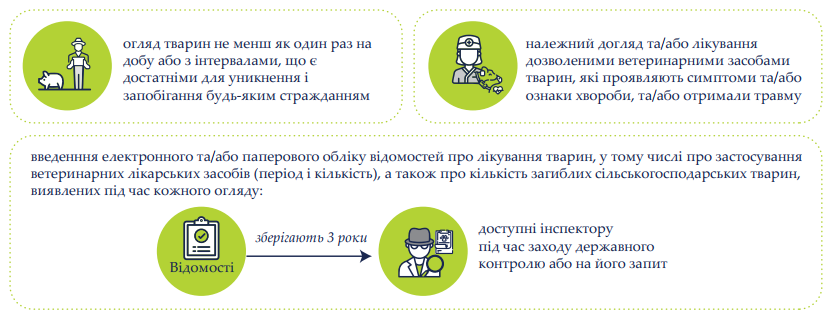 огляд тварин не менш як один раз на
добу або з інтервалами, що є
достатніми для уникнення і
запобігання будь-яким стражданням
належний догляд та/або лікування
дозволеними ветеринарними засобами
тварин, які проявляють симптоми та/або
ознаки хвороби, та/або отримали травму
введенння електронного та/або паперового обліку відомостей про лікування тварин, у тому числі про застосування
ветеринарних лікарських засобів (період і кількість), а також про кількість загиблих сільськогосподарських тварин,
виявлених під час кожного огляду:
Відомості
зберігають 3 роки
доступні інспектору
під час заходу державного
контролю або на його запит